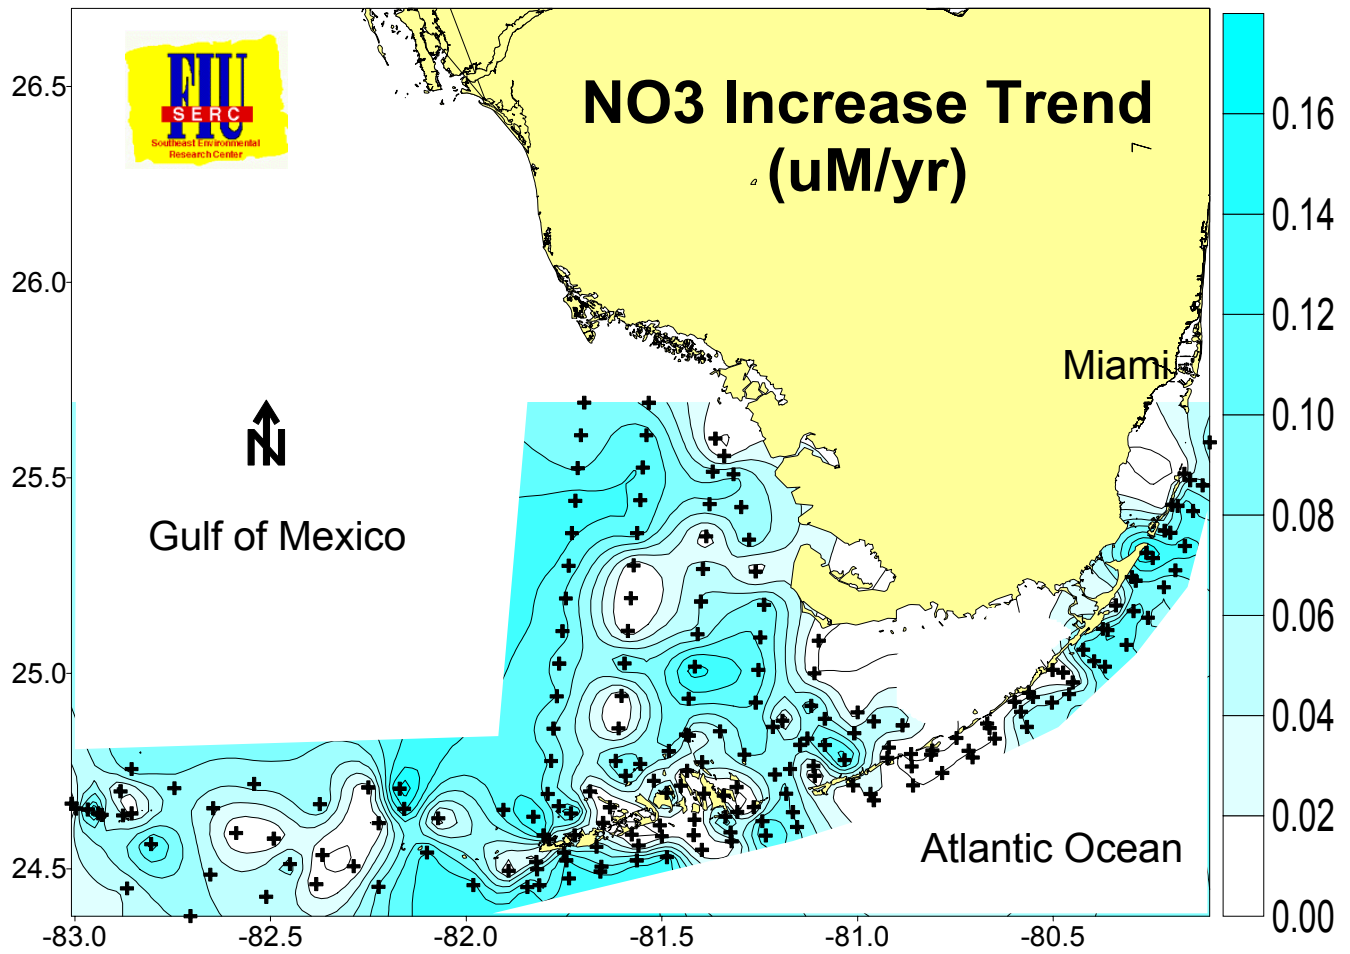 FIU
SERC
Southeast Environmental
Research Center
NO3 Increase Trend
(uM/yr)
Miami
N
Gulf of Mexico
Atlantic Ocean
26.5
26.0
25.5
25.0
24.5
-83.0 -82.5 -82.0 -81.5 -81.0 -80.5
0.16
0.14
0.12
0.10
0.08
0.06
0.04
0.02
0.00